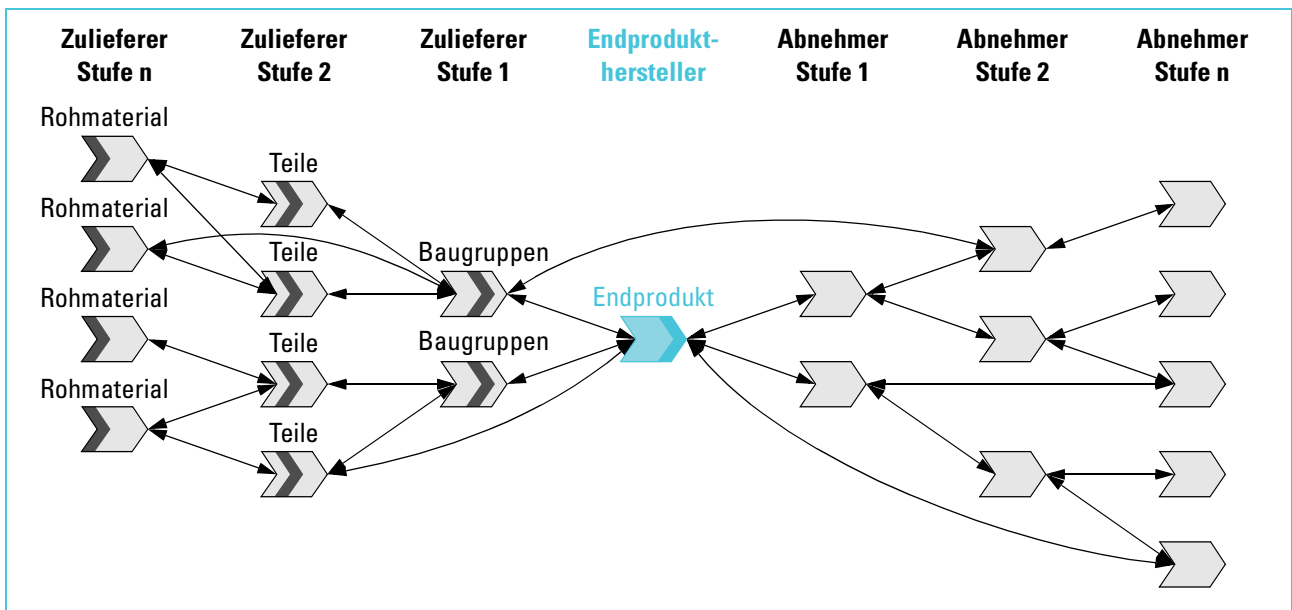 Zulieferer
Stufe n
Zulieferer
Stufe 2
Zulieferer
Stufe 1
Endprodukt-
hersteller
Abnehmer
Stufe 1
Abnehmer
Stufe 2
Abnehmer
Stufe n
Rohmaterial
Rohmaterial
Rohmaterial
Rohmaterial
Teile
Teile
Teile
Teile
Baugruppen
Baugruppen
Endprodukt